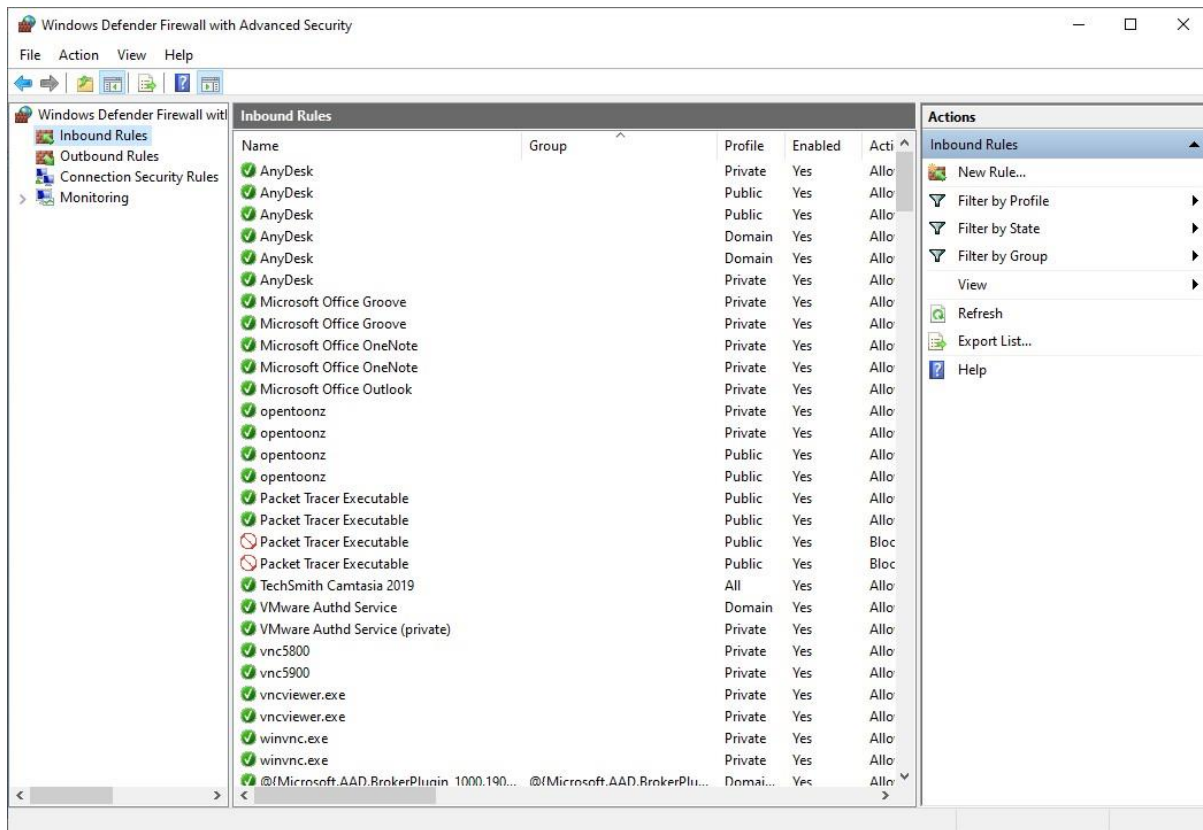 Windows Defender Firewall with Advanced Security
File Action View Help
Windows Defender Firewall witl
Inbound Rules
Outbound Rules
Connection Security Rules
Monitoring
Inbound Rules
Name Group Profile Enabled Acti
AnyDesk Private Yes Allo
AnyDesk Public Yes Allo
AnyDesk Public Yes Allo
AnyDesk Domain Yes Allo
AnyDesk Domain Yes Allo
AnyDesk Private Yes Allo
Microsoft Office Groove Private Yes Allo
Microsoft Office Groove Private Yes Allo
Microsoft Office OneNote Private Yes Allo
Microsoft Office OneNote Private Yes Allo
Microsoft Office Outlook Private Yes Allo
opentoonz Private Yes Allo
opentoonz Private Yes Allo
opentoonz Public Yes Allo
opentoonz Public Yes Allo
Packet Tracer Executable Public Yes Allo
Packet Tracer Executable Public Yes Allo
Packet Tracer Executable Public Yes Bloc
Packet Tracer Executable Public Yes Bloc
TechSmith Camtasia 2019 All Yes Allo
VMware Authd Service Domain Yes Allo
VMware Authd Service (private) Private Yes Allo
vnc5800 Private Yes Allo
vnc5900 Private Yes Allo
vncviewer.exe Private Yes Allo
vncviewer.exe Private Yes Allo
winvnc.exe Private Yes Allo
winvnc.exe Private Yes Allo
@{Microsoft.AAD.BrokerPlugin_1000.190... @{Microsoft.AAD.BrokerPlu... Domai... Yes Allo
Actions
Inbound Rules
New Rule...
Filter by Profile
Filter by State
Filter by Group
View
Refresh
Export List...
Help